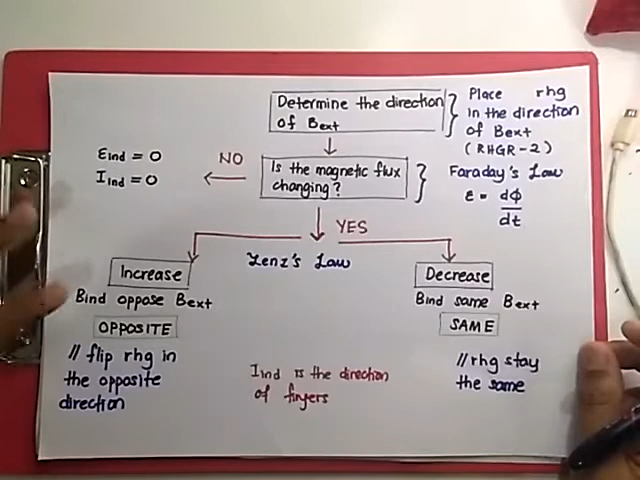 Determine the direction
of Bext
Place rhg
in the direction
of Bext
(RHGR-2)
Is the magnetic flux
changing?
NO
Eind = 0
Iind = 0
Faraday's Law
ε = dφ
dt
YES
Lenz's Law
Increase
Bind oppose Bext
OPPOSITE
// flip rhg in
the opposite
direction
Decrease
Bind same Bext
SAME
// rhg stay
the same
Iind is the direction
of fingers